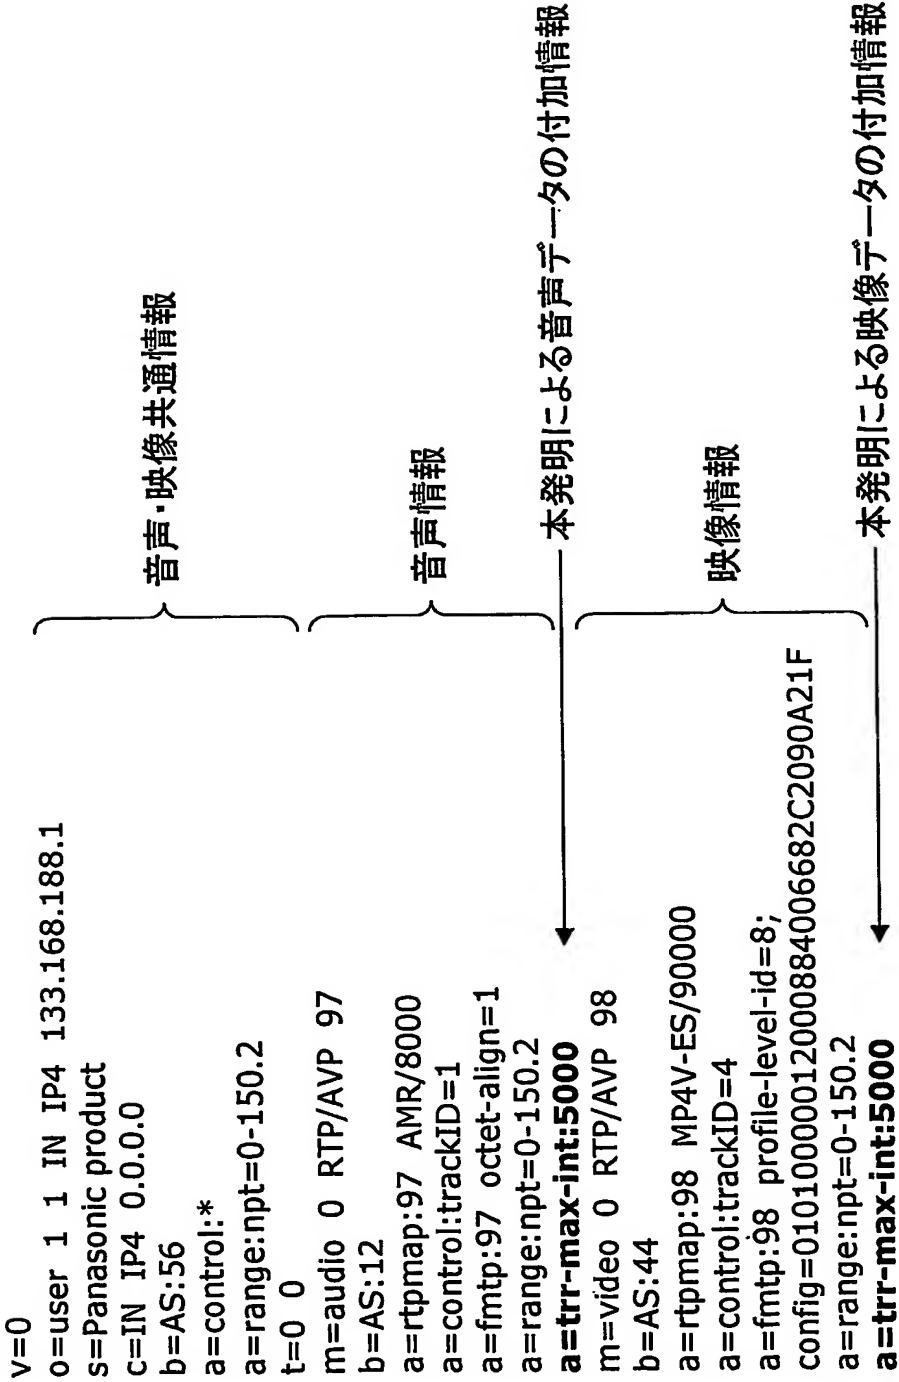 v=0
o=user 1 1 IN IP4 133.168.188.1
s=Panasonic product
c=IN IP4 0.0.0.0
b=AS:56
a=control:*
a=range:npt=0-150.2
t=0 0
音声・映像共通情報
m=audio 0 RTP/AVP 97
b=AS:12
a=rtpmap:97 AMR/8000
a=control:trackID=1
a=fmtp:97 octet-align=1
a=range:npt=0-150.2
音声情報
a=trr-max-int:5000
本発明による音声データの付加情報
m=video 0 RTP/AVP 98
b=AS:44
a=rtpmap:98 MP4V-ES/90000
a=control:trackID=4
a=fmtp:98 profile-level-id=8;
config=010100000120008840066682C2090A21F
a=range:npt=0-150.2
映像情報
a=trr-max-int:5000
本発明による映像データの付加情報